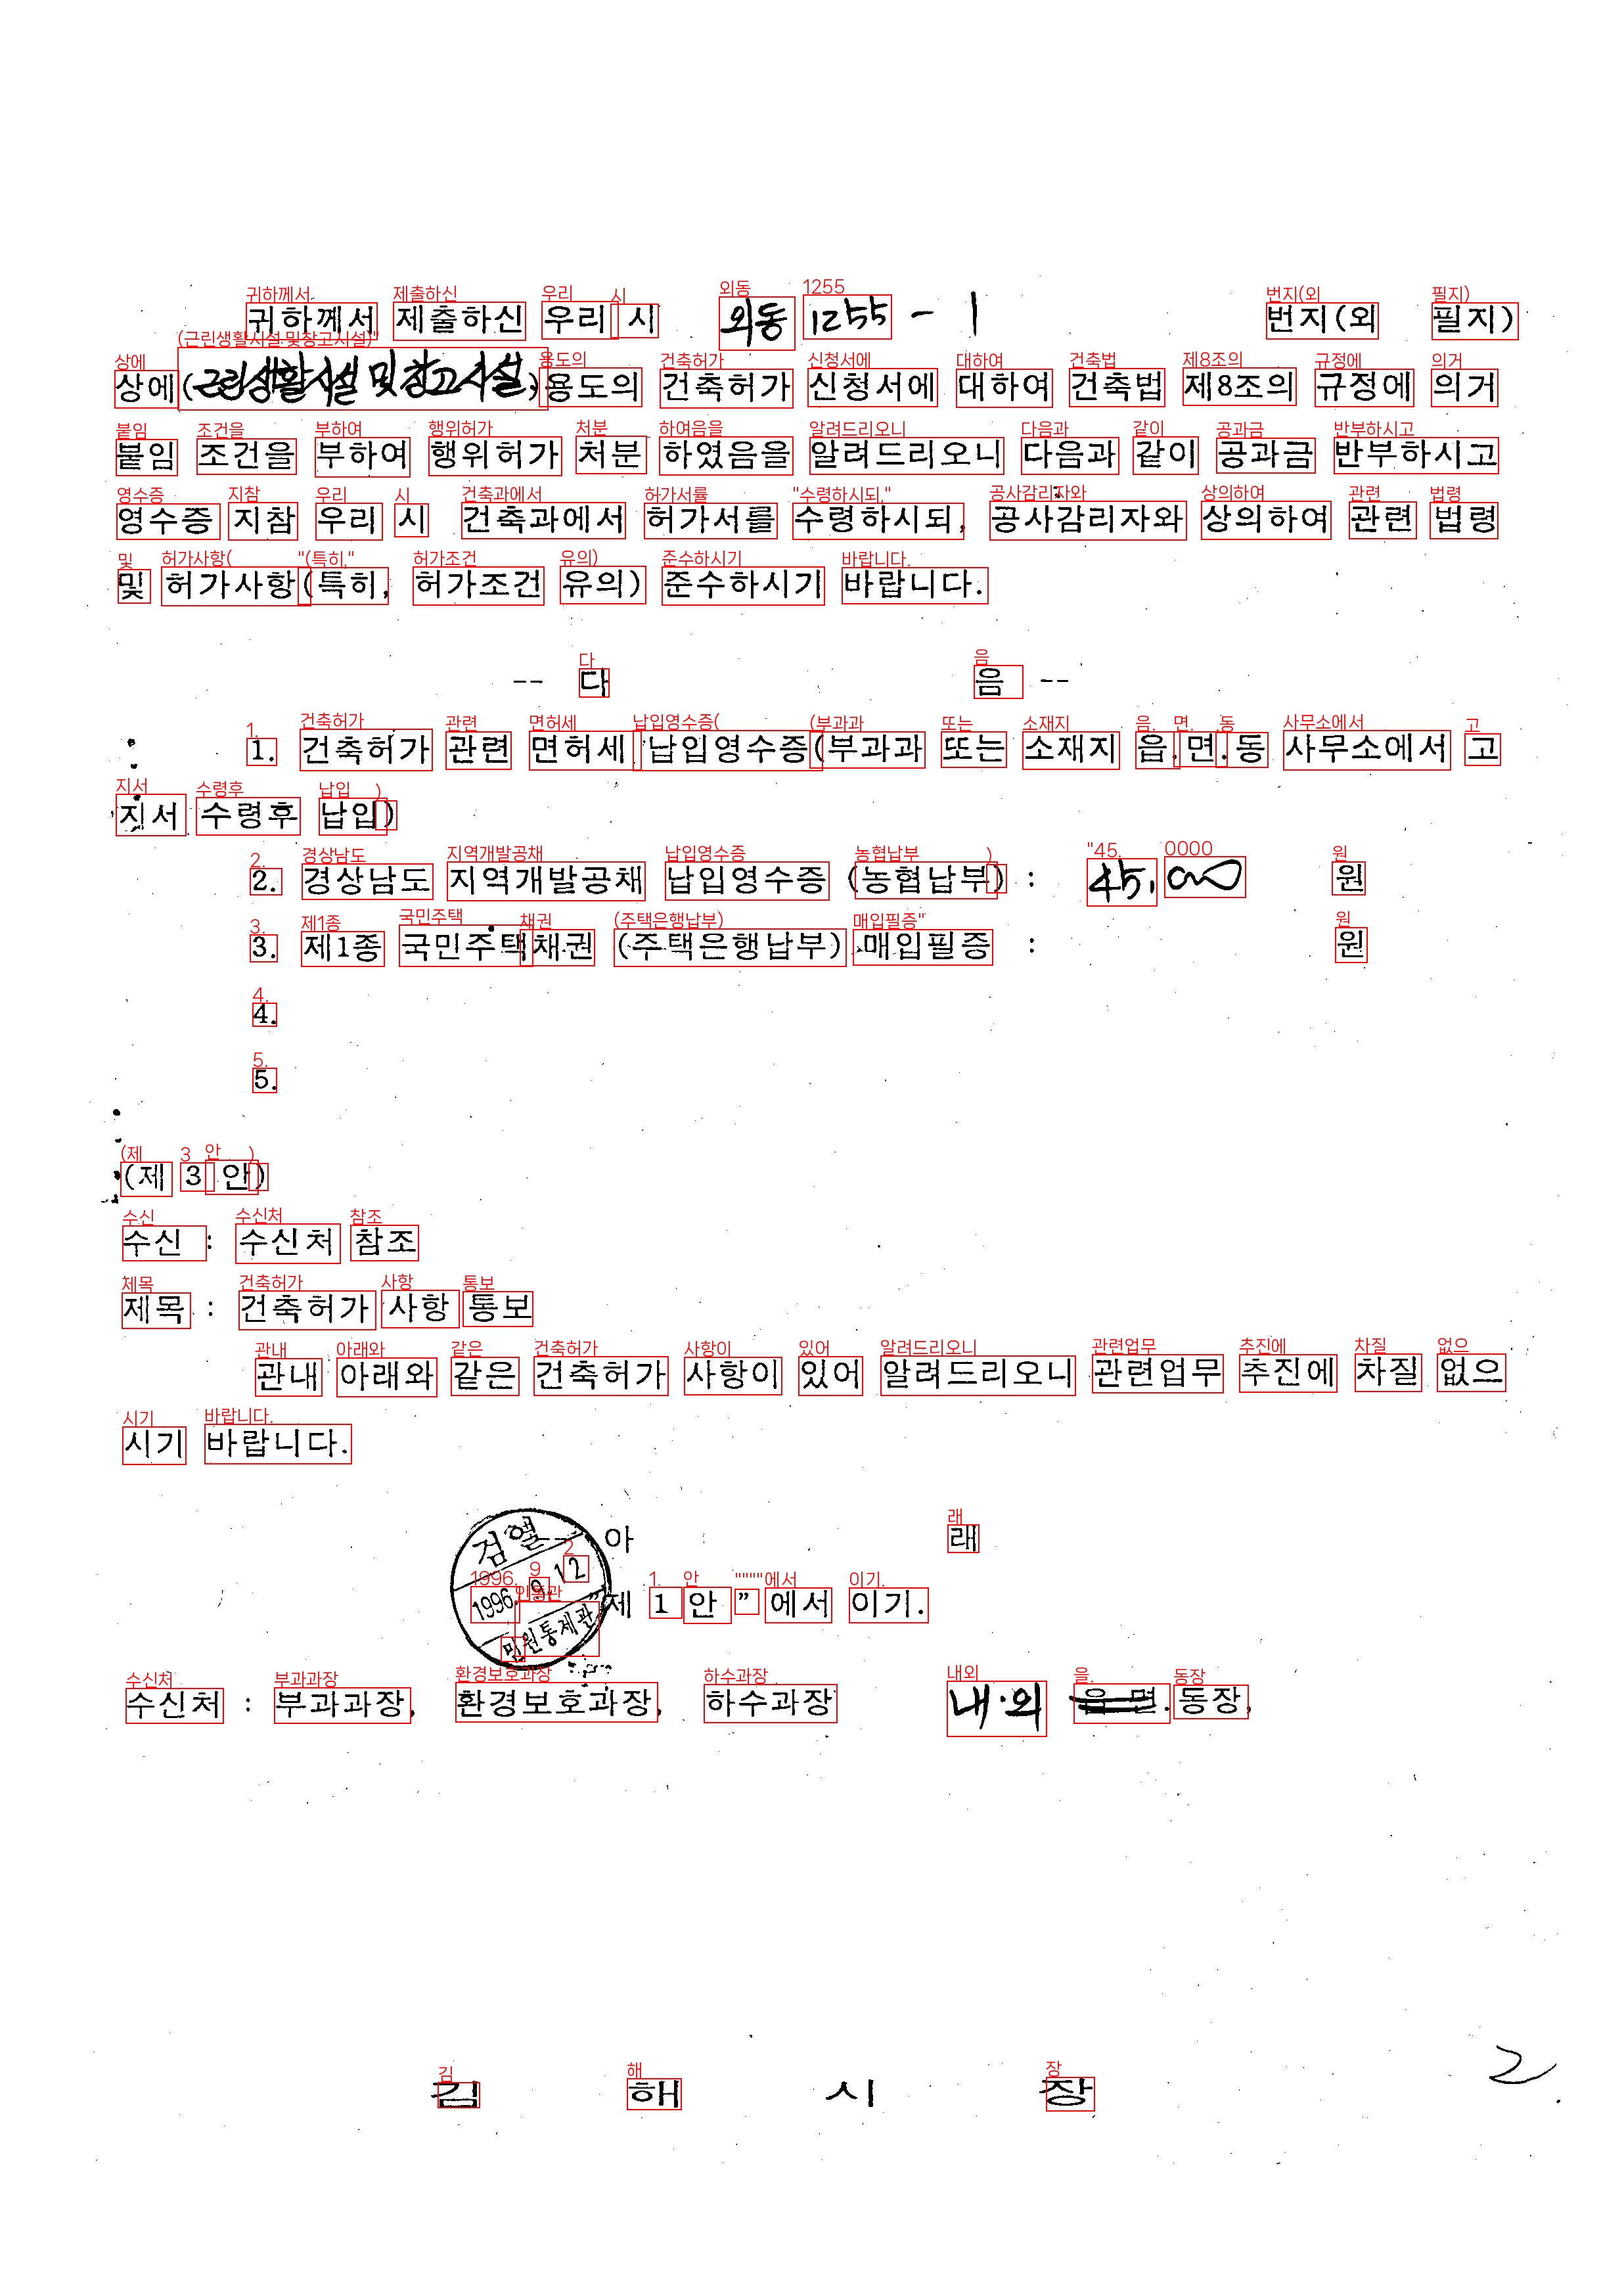 귀하께서 제출하신 우리 시 외동 1255 - 1 번지(외 필지)
상에(근린생활시설 및 창고시설)용도의 건축허가 신청서에 대하여 건축법 제8조의 규정에 의거
붙임 조건을 부하여 행위허가 처분 하였음을 알려드리오니 다음과 같이 공과금 반부하시고
영수증 지참 우리 시 건축과에서 허가서를 수령하시되, 공사감리자와 상의하여 관련 법령
및 허가사항(특히, 허가조건 유의) 준수하시기 바랍니다.
-- 다 음 --
1. 건축허가 관련 면허세 납입영수증(부과과 또는 소재지 읍.면.동 사무소에서 고
지서 수령후 납입)
2. 경상남도 지역개발공채 납입영수증 (농협납부) : 45,000 원
3. 제1종 국민주택채권 (주택은행납부) 매입필증 : 원
4.
5.
(제 3 안)
수신 : 수신처 참조
제목 : 건축허가 사항 통보
관내 아래와 같은 건축허가 사항이 있어 알려드리오니 관련업무 추진에 차질 없으
시기 바랍니다.
아 래
검열
1996. 9. 12
민원통제관
"제 1 안" 에서 이기.
수신처 : 부과과장, 환경보호과장, 하수과장 내·외 읍 면.동장,
김 해 시 장
2